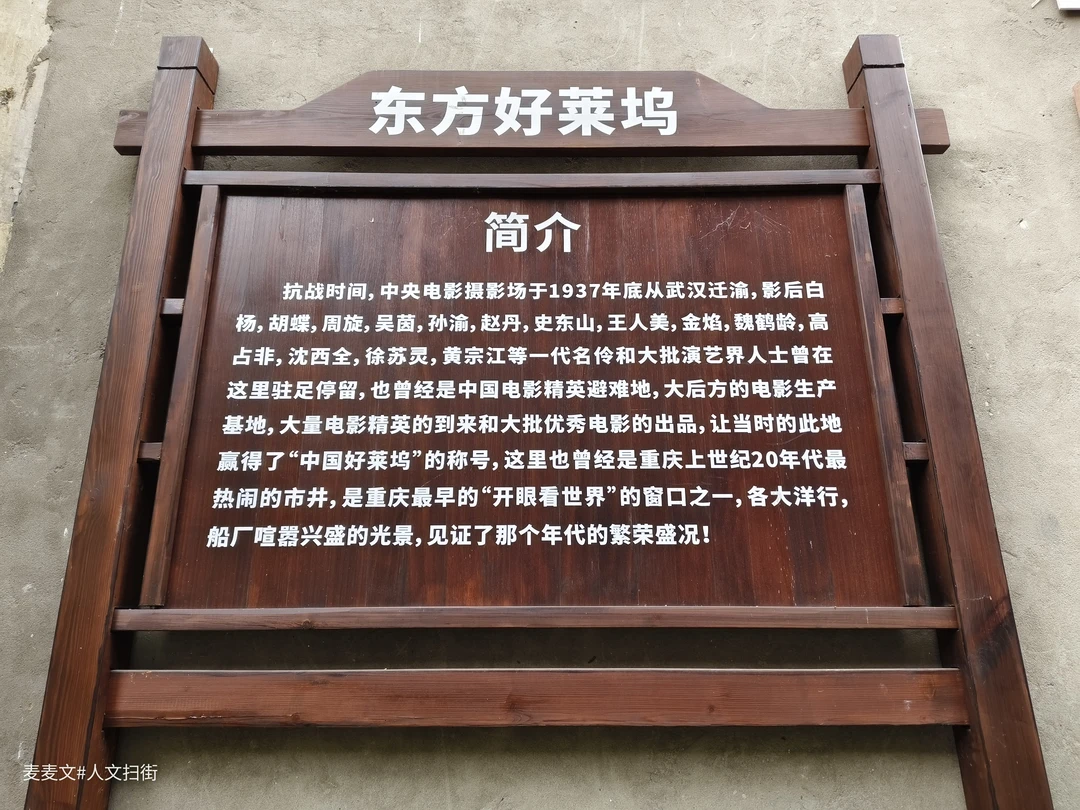 东方好莱坞
简介
抗战时间,中央电影摄影场于1937年底从武汉迁渝,影后白
杨,胡蝶,周旋,吴茵,孙渝,赵丹,史东山,王人美,金焰,魏鹤龄,高
占非,沈西全,徐苏灵,黄宗江等一代名伶和大批演艺界人士曾在
这里驻足停留,也曾经是中国电影精英避难地,大后方的电影生产
基地,大量电影精英的到来和大批优秀电影的出品,让当时的此地
赢得了“中国好莱坞”的称号,这里也曾经是重庆上世纪20年代最
热闹的市井,是重庆最早的“开眼看世界”的窗口之一,各大洋行,
船厂喧嚣兴盛的光景,见证了那个年代的繁荣盛况!
麦麦文#人文扫街